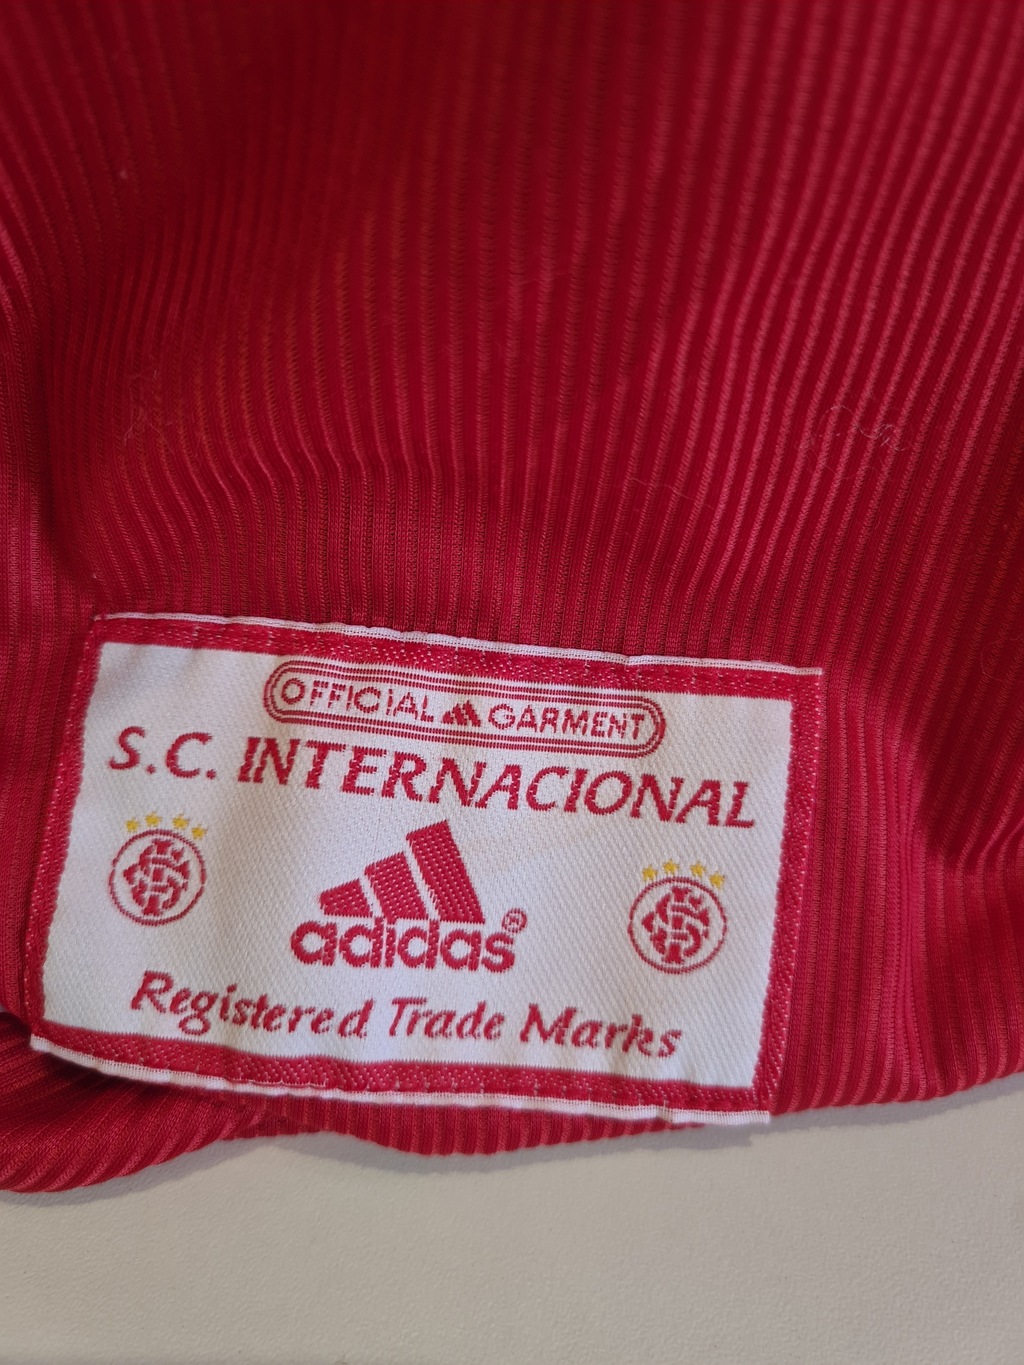 OFFICIAL GARMENT
S.C. INTERNACIONAL
adidas®
Registered Trade Marks